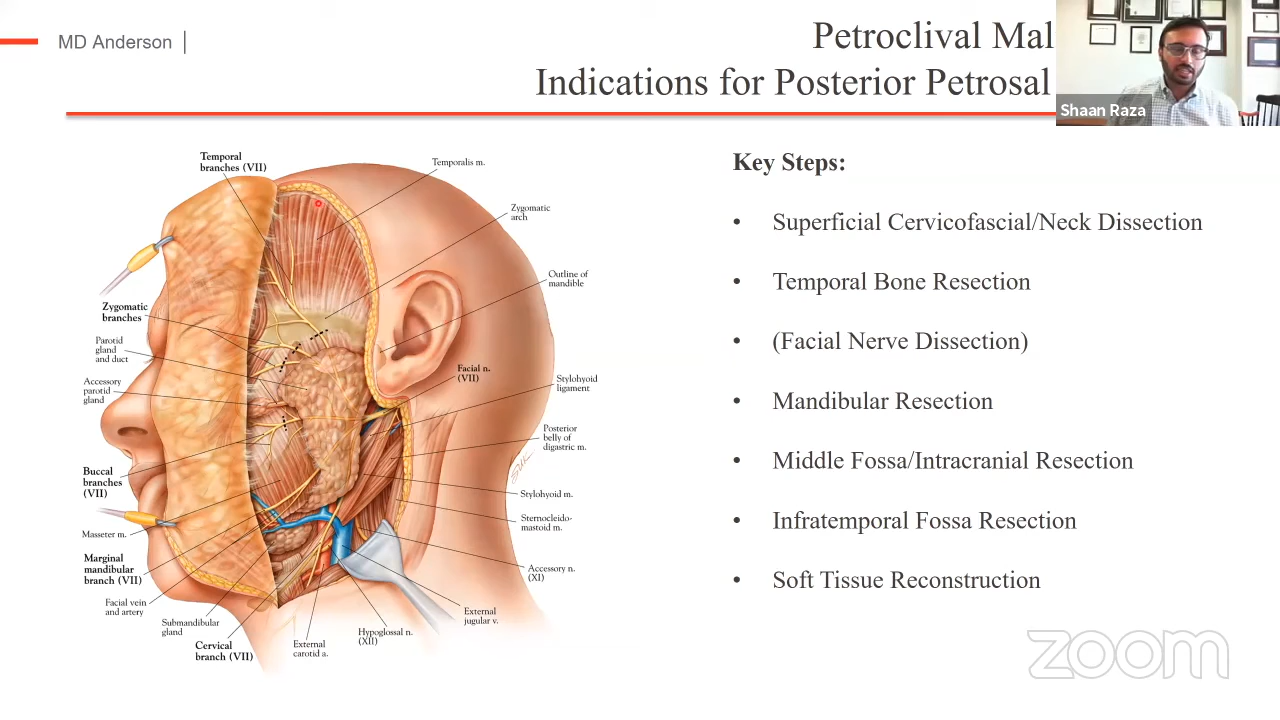 MD Anderson
Petroclival Mal
Indications for Posterior Petrosal
Shaan Raza
Temporal
branches (VII)
Temporalis m.
Zygomatic
arch
Outline of
mandible
Zygomatic
branches
Parotid
gland
and duct
Accessory
parotid
gland
Facial n.
(VII)
Stylohyoid
ligament
Posterior
belly of
digastric m.
Buccal
branches
(VII)
Stylohyoid m.
Sternocleido-
mastoid m.
Masseter m.
Marginal
mandibular
branch (VII)
Accessory n.
(XI)
Facial vein
and artery
Submandibular
gland
External
jugular v.
Hypoglossal n.
(XII)
Cervical
branch (VII)
External
carotid a.
Key Steps:
• Superficial Cervicofascial/Neck Dissection
• Temporal Bone Resection
• (Facial Nerve Dissection)
• Mandibular Resection
• Middle Fossa/Intracranial Resection
• Infratemporal Fossa Resection
• Soft Tissue Reconstruction
zoom